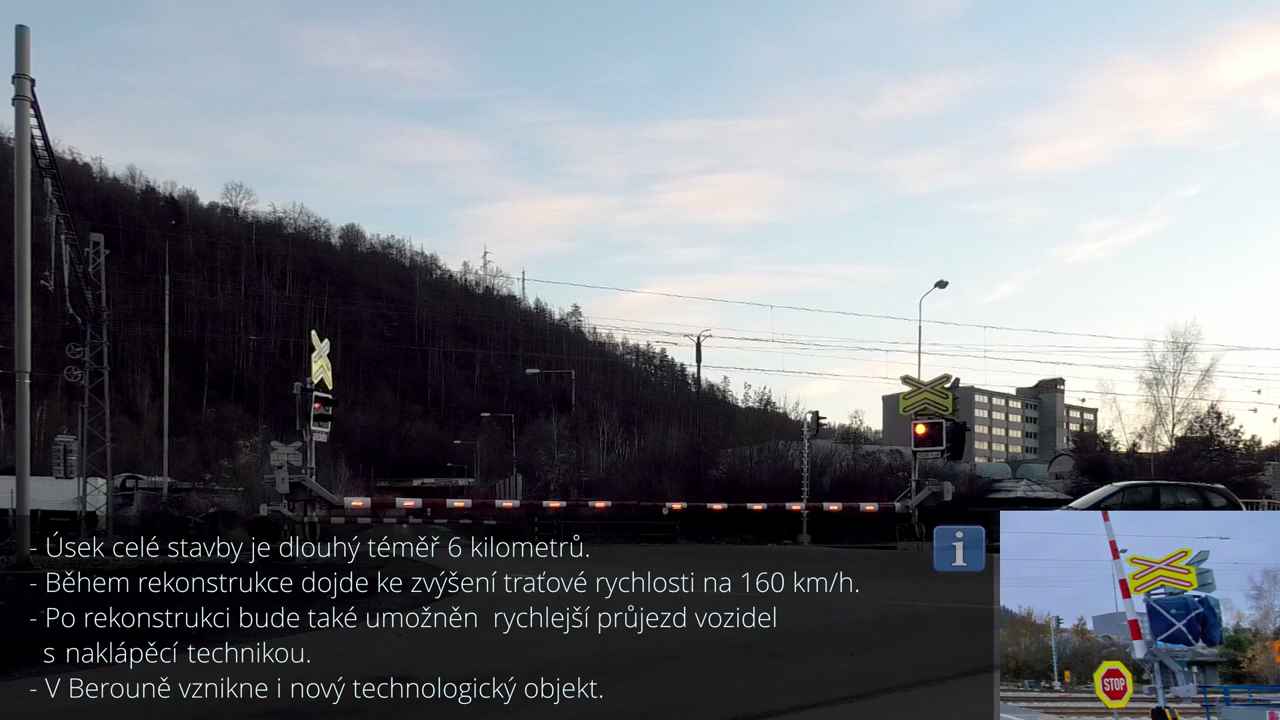 - Úsek celé stavby je dlouhý téměř 6 kilometrů.
- Během rekonstrukce dojde ke zvýšení traťové rychlosti na 160 km/h.
- Po rekonstrukci bude také umožněn rychlejší průjezd vozidel
s naklápěcí technikou.
- V Berouně vznikne i nový technologický objekt.
i
STOP